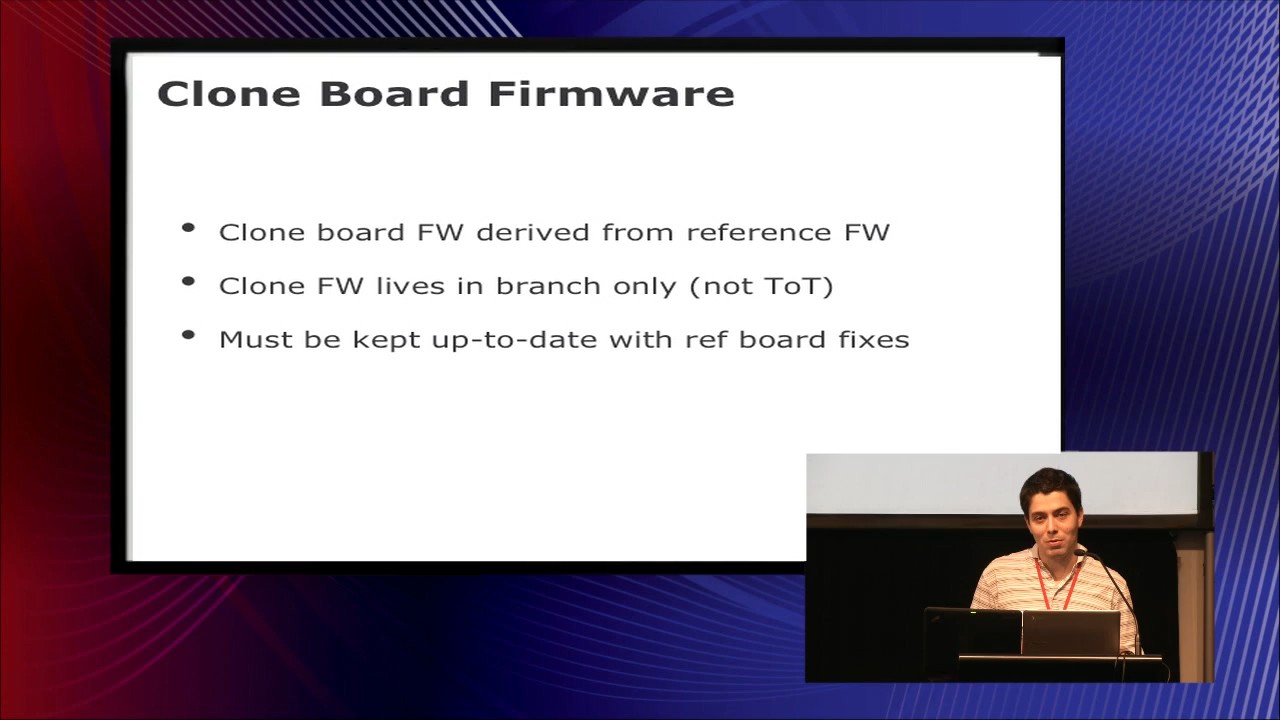 Clone Board Firmware
Clone board FW derived from reference FW
Clone FW lives in branch only (not ToT)
Must be kept up-to-date with ref board fixes